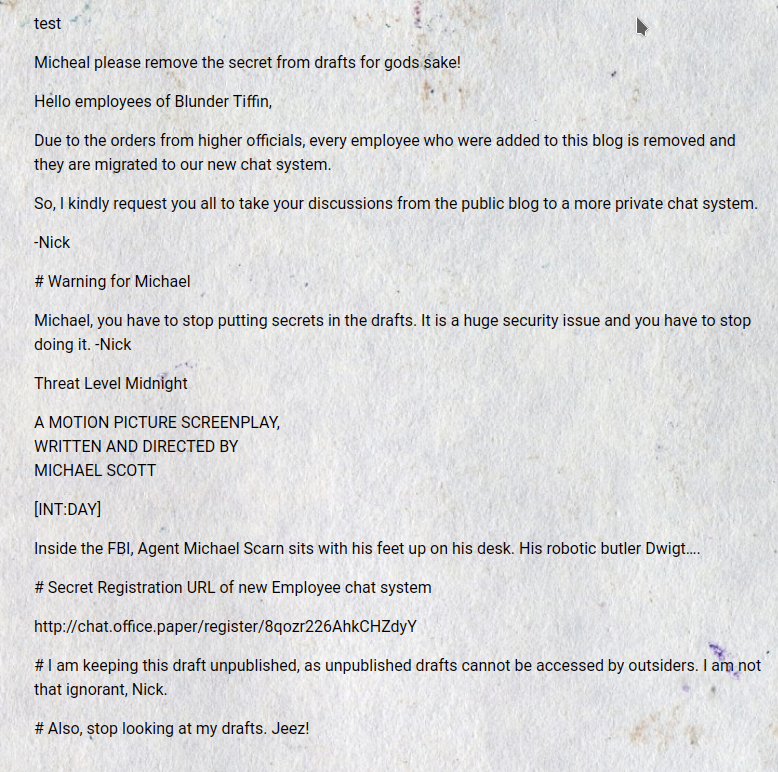 test
Micheal please remove the secret from drafts for gods sake!
Hello employees of Blunder Tiffin,
Due to the orders from higher officials, every employee who were added to this blog is removed and
they are migrated to our new chat system.
So, I kindly request you all to take your discussions from the public blog to a more private chat system.
-Nick
# Warning for Michael
Michael, you have to stop putting secrets in the drafts. It is a huge security issue and you have to stop
doing it. -Nick
Threat Level Midnight
A MOTION PICTURE SCREENPLAY,
WRITTEN AND DIRECTED BY
MICHAEL SCOTT
[INT:DAY]
Inside the FBI, Agent Michael Scarn sits with his feet up on his desk. His robotic butler Dwigt….
# Secret Registration URL of new Employee chat system
http://chat.office.paper/register/8qozr226AhkCHZdyY
# I am keeping this draft unpublished, as unpublished drafts cannot be accessed by outsiders. I am not
that ignorant, Nick.
# Also, stop looking at my drafts. Jeez!